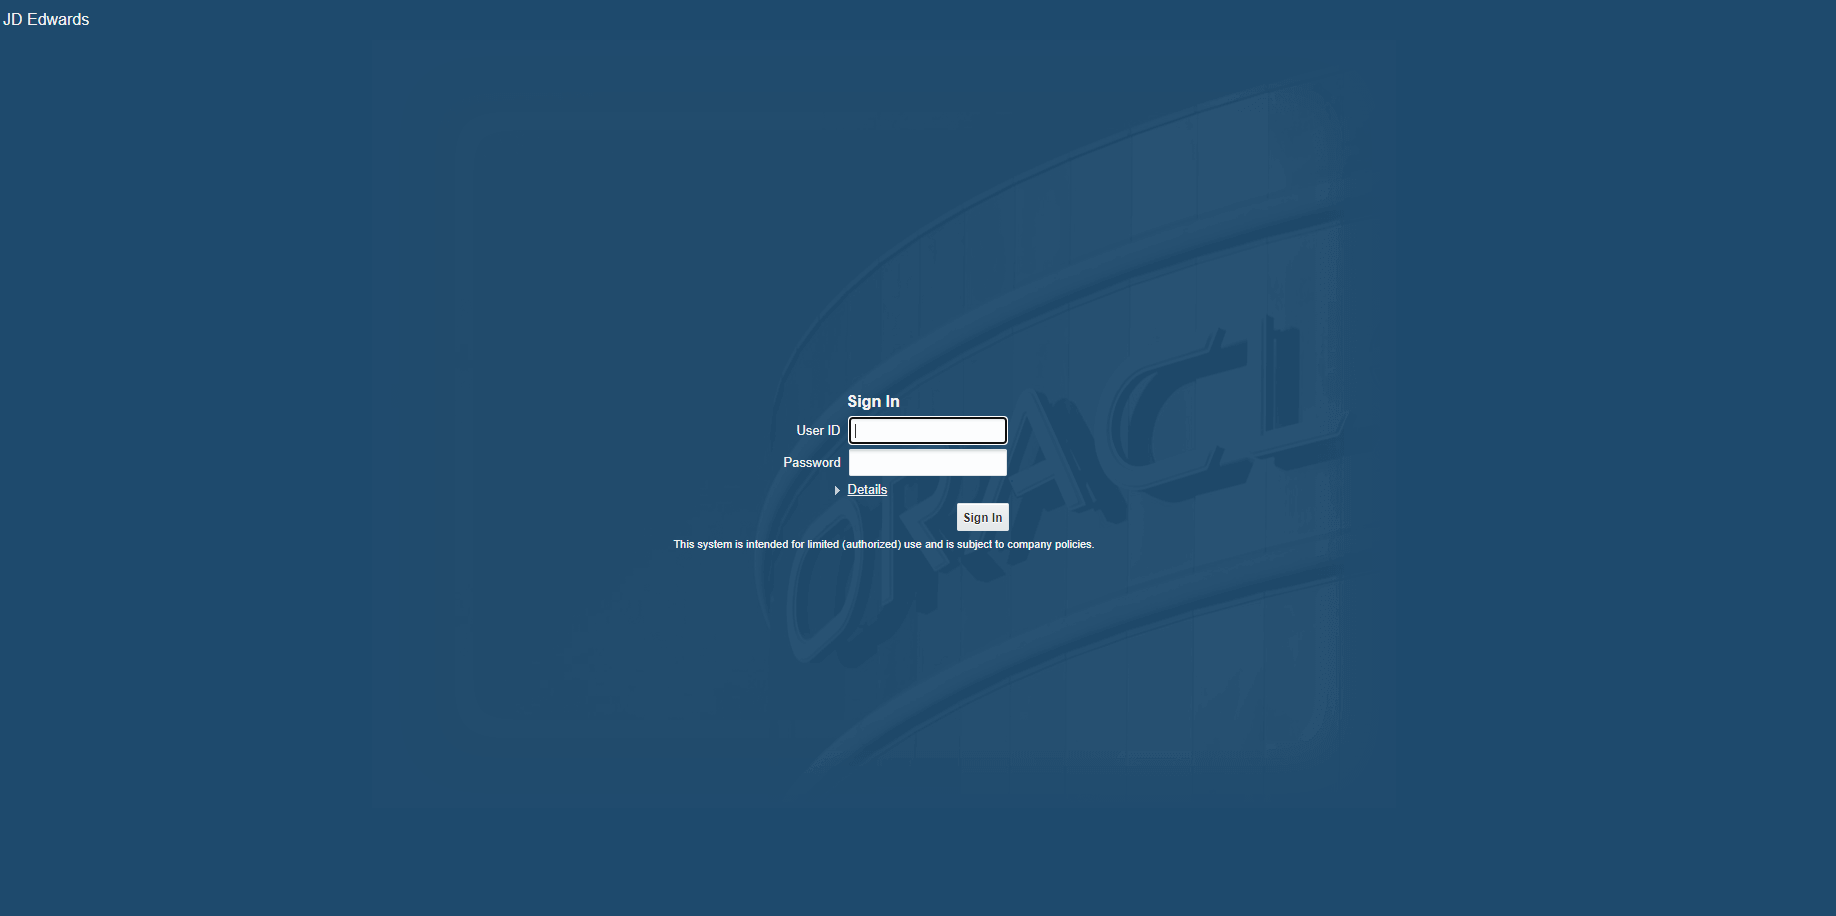 JD Edwards
ORACL
Sign In
User ID
Password
Details
Sign In
This system is intended for limited (authorized) use and is subject to company policies.